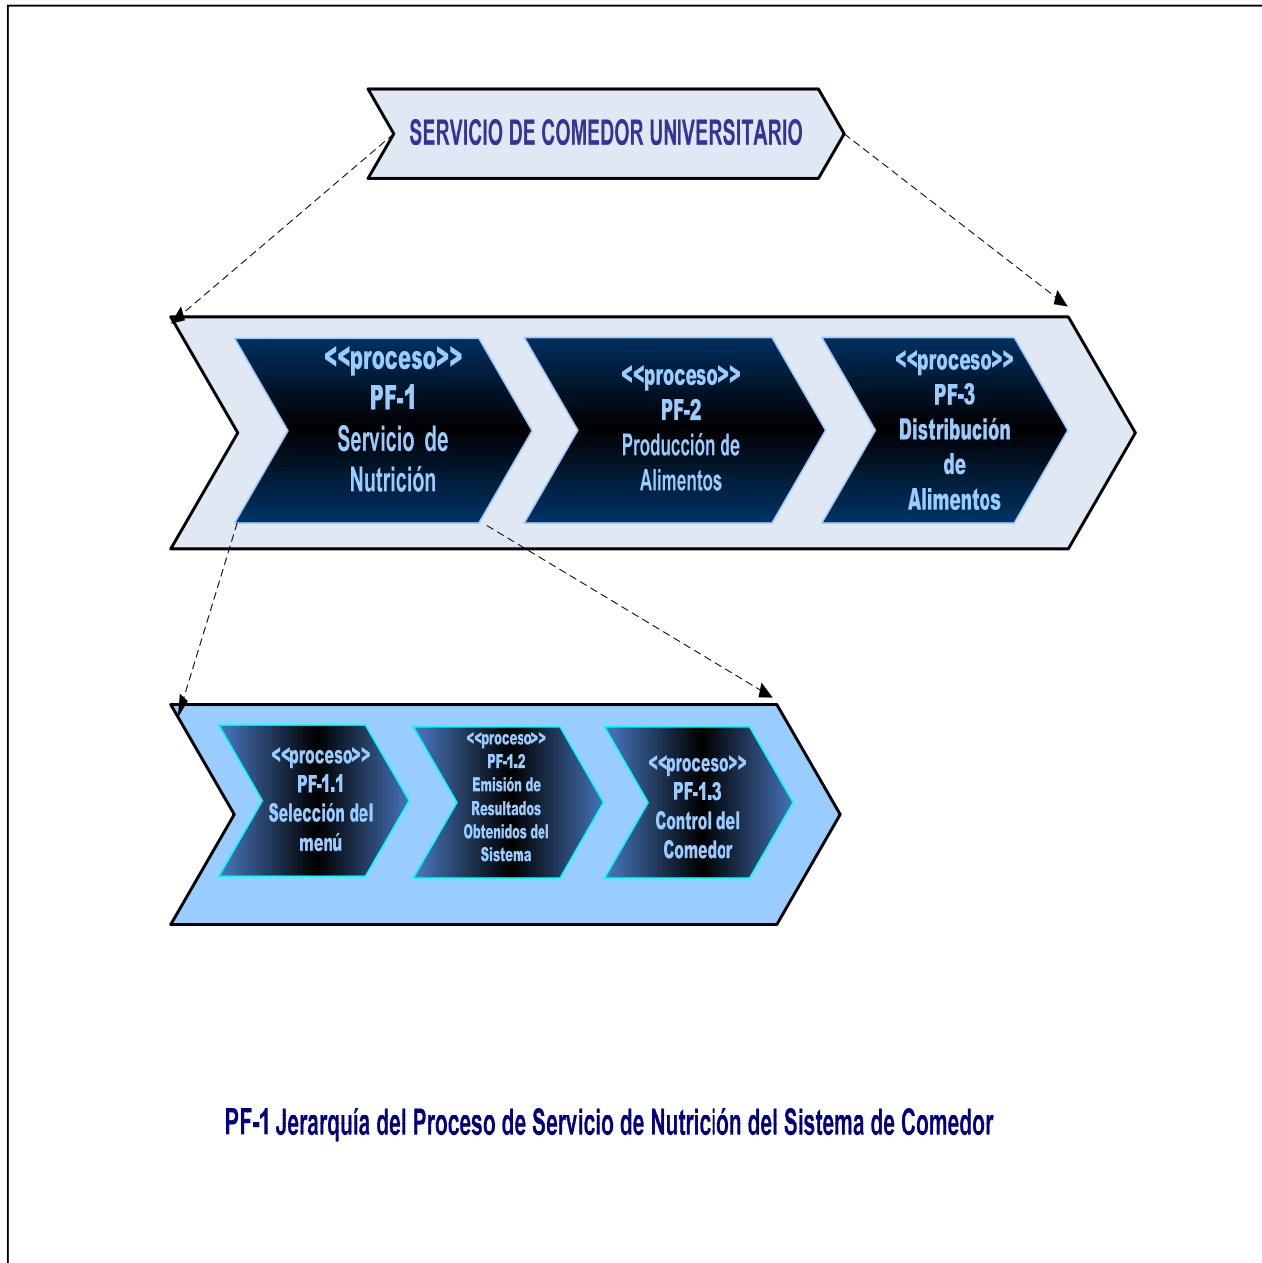 SERVICIO DE COMEDOR UNIVERSITARIO
<<proceso>>
PF-1
Servicio de
Nutrición
<<proceso>>
PF-2
Producción de
Alimentos
<<proceso>>
PF-3
Distribución
de
Alimentos
<<proceso>>
PF-1.1
Selección del
menú
<<proceso>>
PF-1.2
Emisión de
Resultados
Obtenidos del
Sistema
<<proceso>>
PF-1.3
Control del
Comedor
PF-1 Jerarquía del Proceso de Servicio de Nutrición del Sistema de Comedor